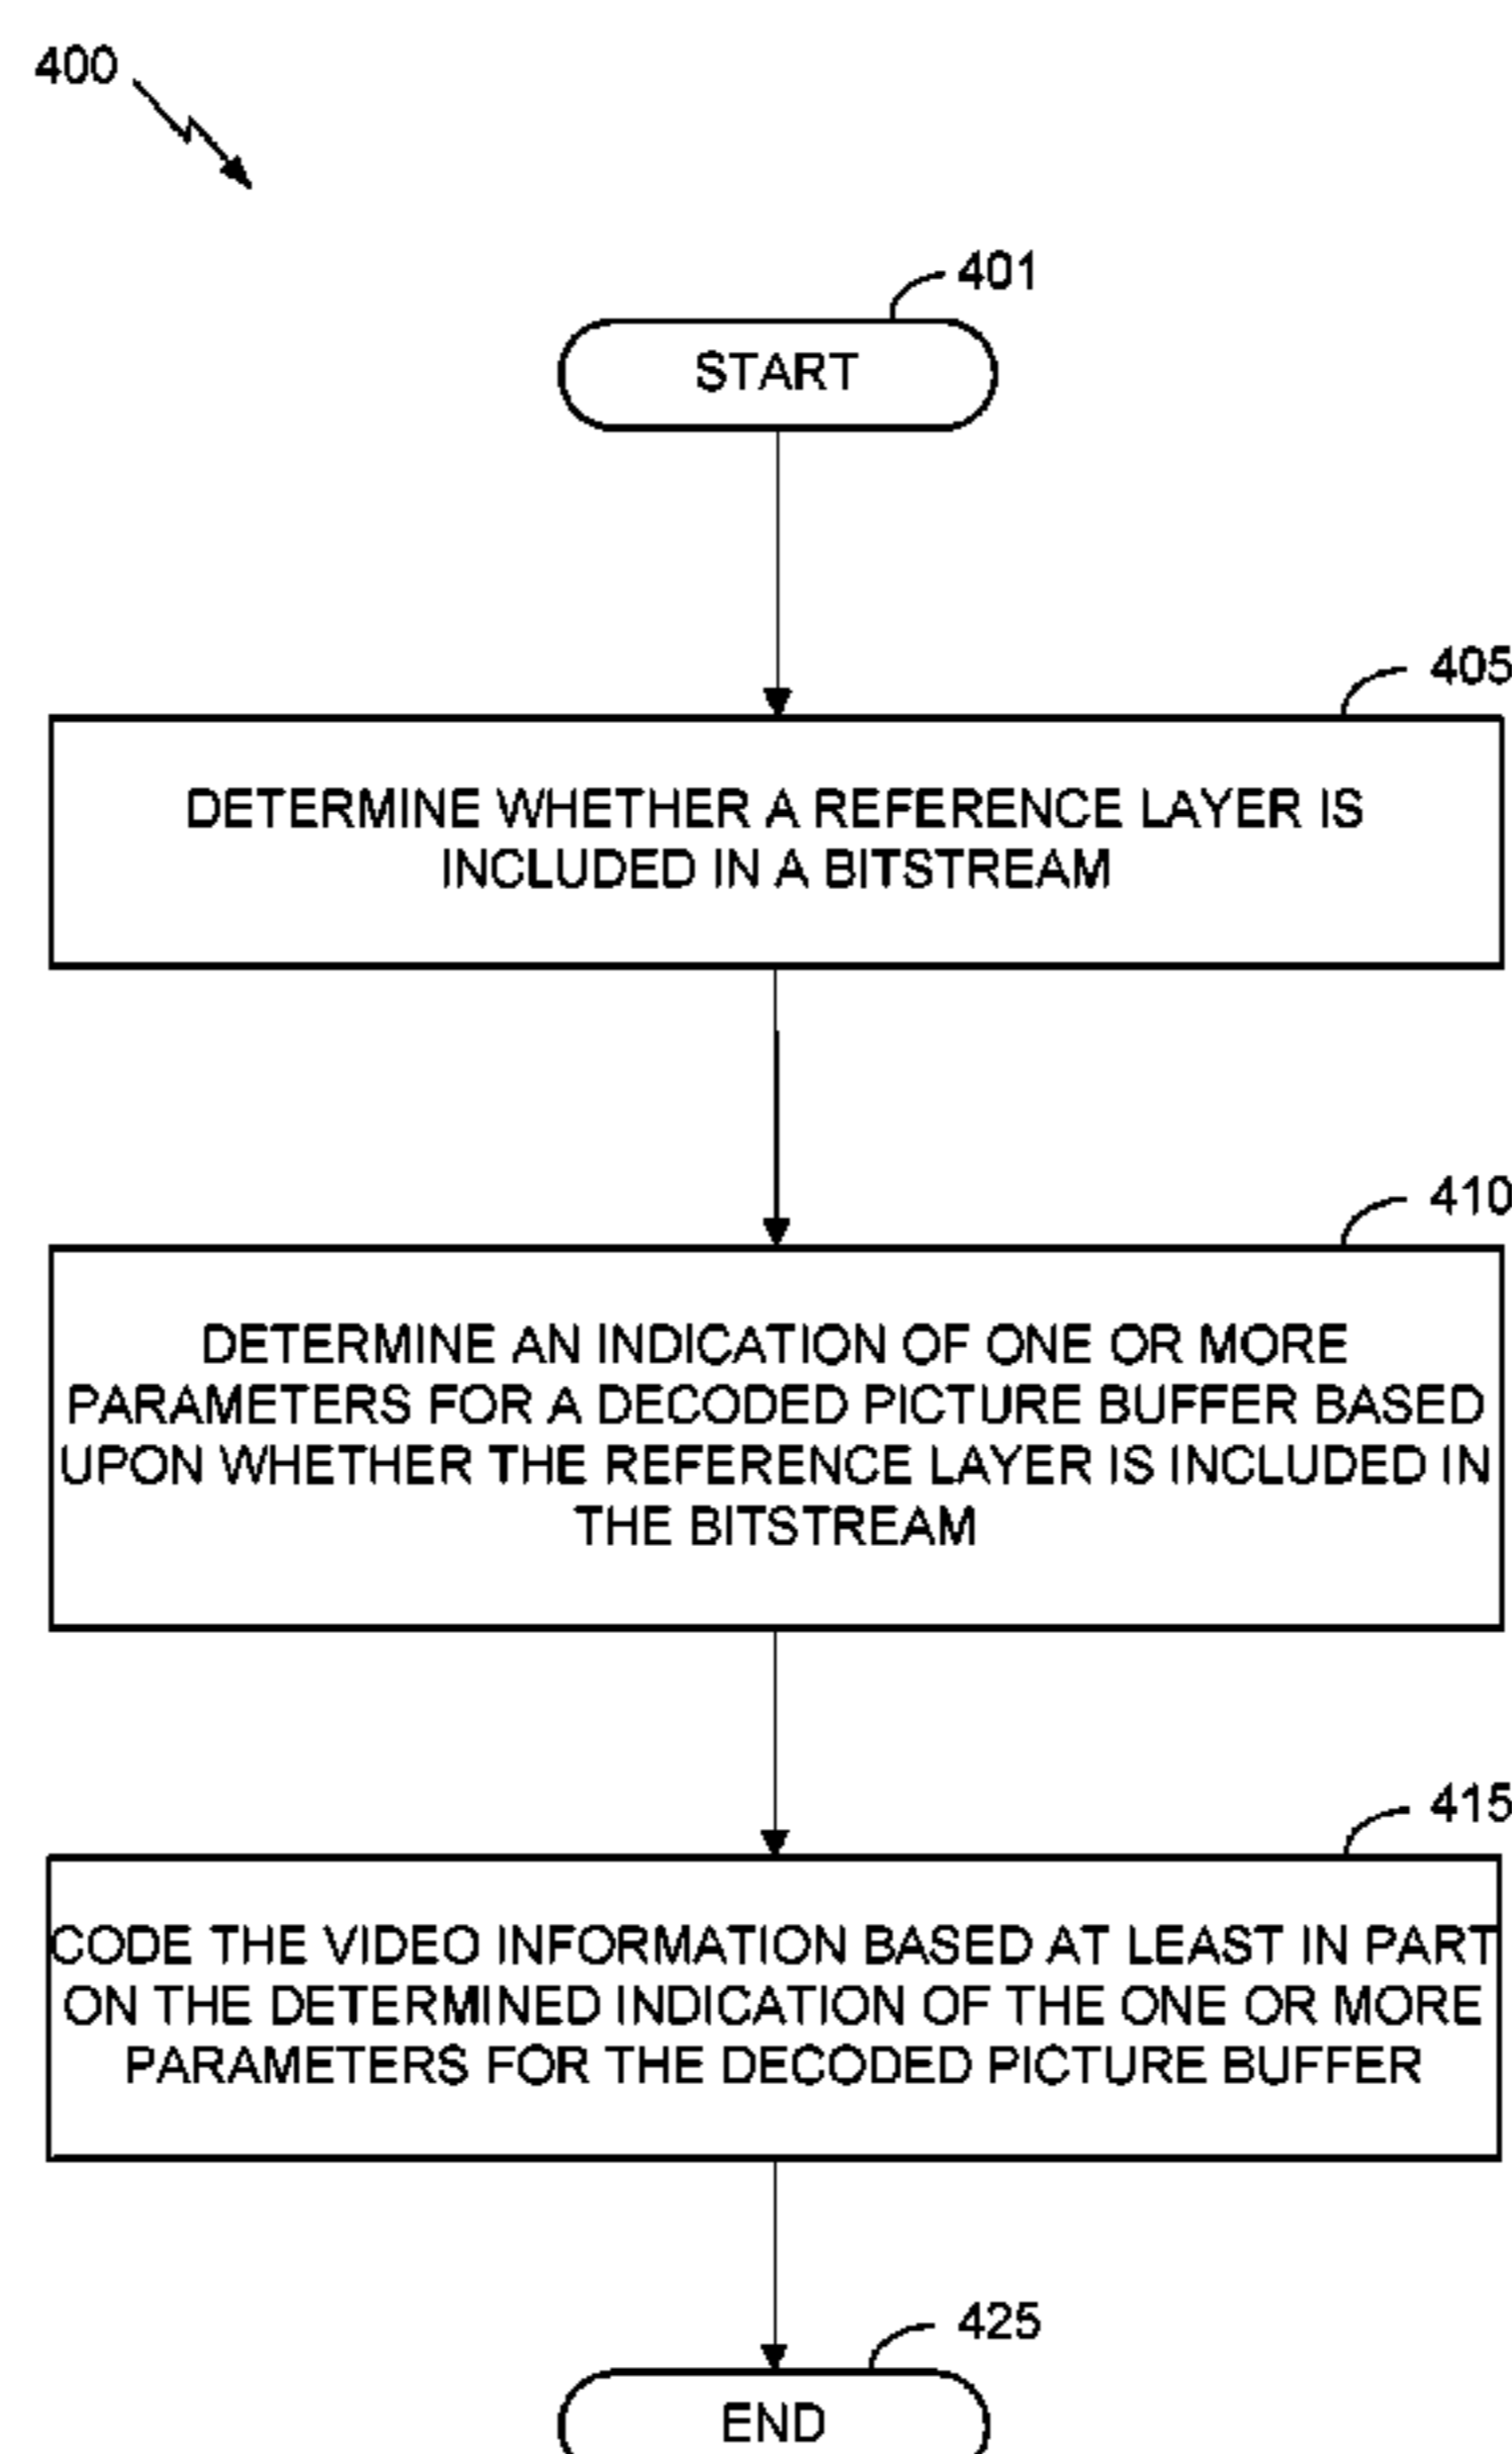 400
401
START
405
DETERMINE WHETHER A REFERENCE LAYER IS
INCLUDED IN A BITSTREAM
410
DETERMINE AN INDICATION OF ONE OR MORE
PARAMETERS FOR A DECODED PICTURE BUFFER BASED
UPON WHETHER THE REFERENCE LAYER IS INCLUDED IN
THE BITSTREAM
415
CODE THE VIDEO INFORMATION BASED AT LEAST IN PART
ON THE DETERMINED INDICATION OF THE ONE OR MORE
PARAMETERS FOR THE DECODED PICTURE BUFFER
425
END